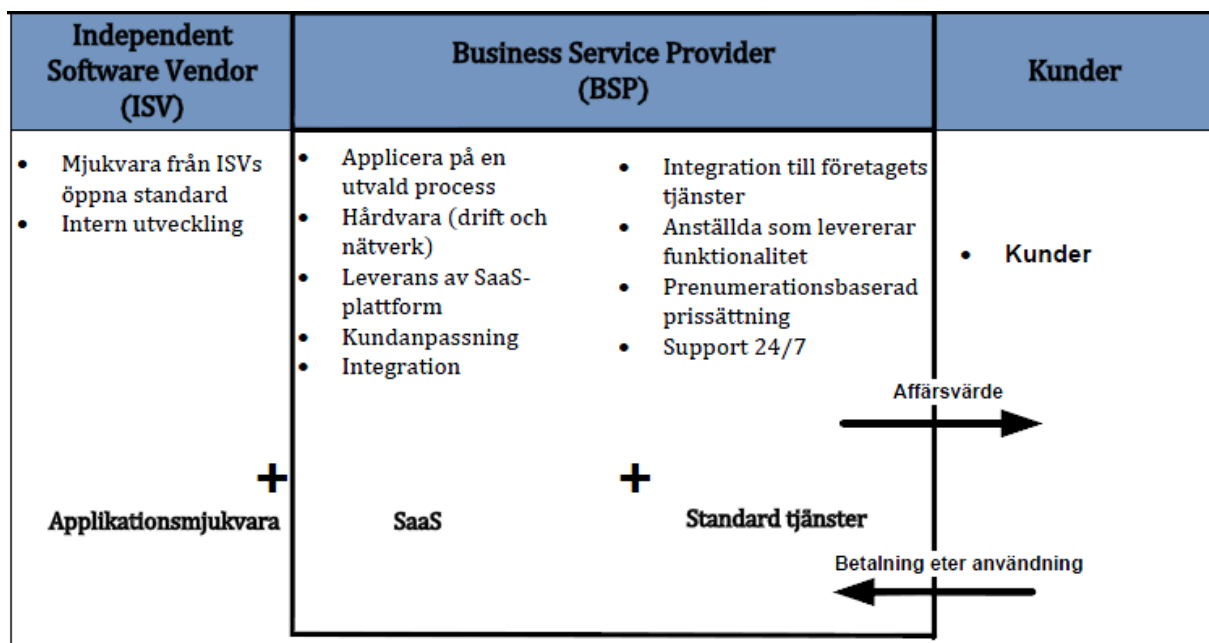 Independent
Software Vendor
(ISV)
Business Service Provider
(BSP)
Kunder
• Mjukvara från ISVs
öppna standard
• Intern utveckling
• Applicera på en
utvald process
• Hårdvara (drift och
nätverk)
• Leverans av SaaS-
plattform
• Kundanpassning
• Integration
• Integration till företagets
tjänster
• Anställda som levererar
funktionalitet
• Prenumerationsbaserad
prissättning
• Support 24/7
• Kunder
Affärsvärde
+
+
Applikationsmjukvara
SaaS
Standard tjänster
Betalning eter användning